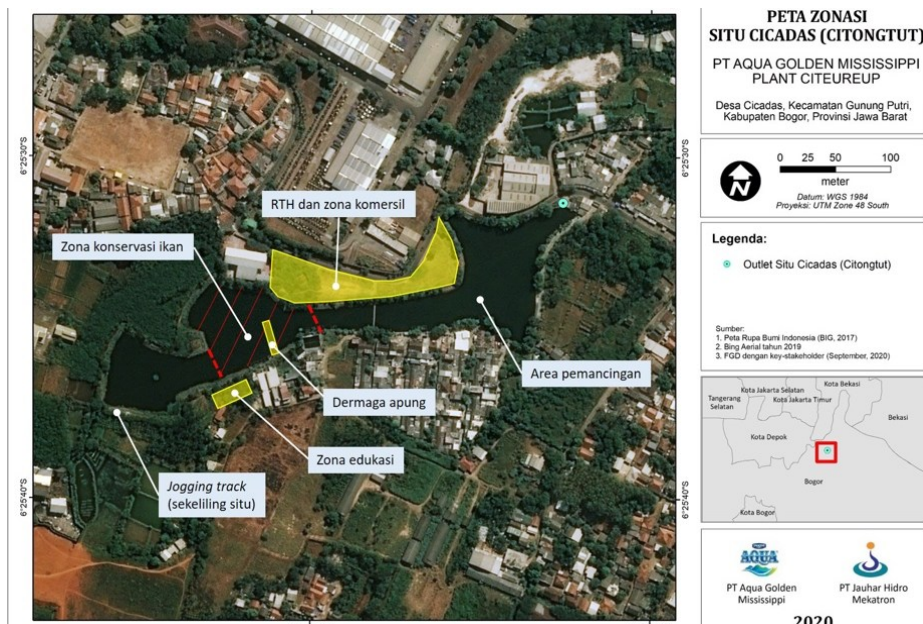 PETA ZONASI
SITU CICADAS (CITONGTUT)
PT AQUA GOLDEN MISSISSIPPI
PLANT CITEUREUP
Desa Cicadas, Kecamatan Gunung Putri,
Kabupaten Bogor, Provinsi Jawa Barat
N
0 25 50 100
meter
Datum: WGS 1984
Proyeksi: UTM Zone 48 South
Legenda:
Outlet Situ Cicadas (Citongtut)
Sumber:
1. Peta Rupa Bumi Indonesia (BIG, 2017)
2. Bing Aerial tahun 2019
3. FGD dengan key-stakeholder (September, 2020)
Kota Bekasi
Kota Jakarta Selatan
Kota Jakarta Timur
Tangerang
Selatan
Bekasi
Kota Depok
Bogor
Kota Bogor
AQUA
PT Aqua Golden
Mississippi
PT Jauhar Hidro
Mekatron
2020
6°25'30"S
6°25'30"S
RTH dan zona komersil
Zona konservasi ikan
Area pemancingan
Dermaga apung
Zona edukasi
Jogging track
(sekeliling situ)
6°25'40"S
6°25'40"S